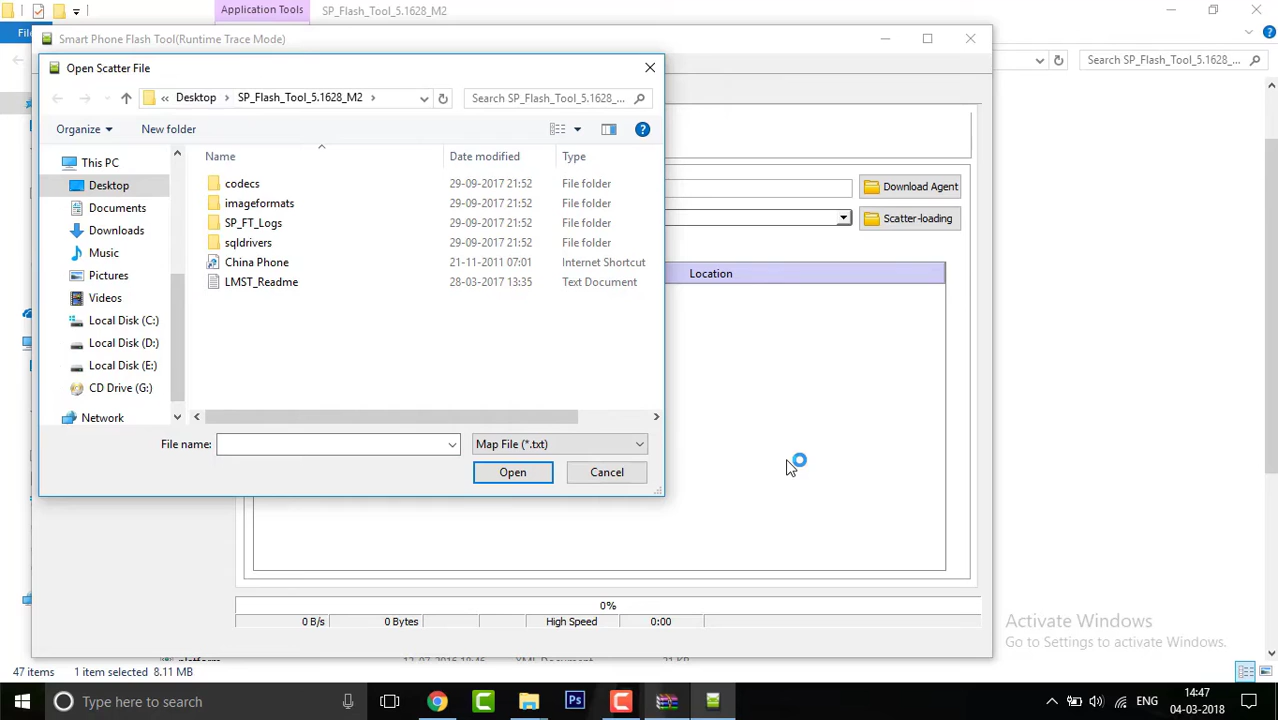 Application Tools
SP_Flash_Tool_5.1628_M2
Smart Phone Flash Tool(Runtime Trace Mode)
Open Scatter File
Search SP_Flash_Tool_5.1628_...
« Desktop › SP_Flash_Tool_5.1628_M2 ›
Search SP_Flash_Tool_5.1628_...
Organize
New folder
Name
Date modified
Type
This PC
Desktop
Documents
Downloads
Music
Pictures
Videos
Local Disk (C:)
Local Disk (D:)
Local Disk (E:)
CD Drive (G:)
Network
codecs 29-09-2017 21:52 File folder
imageformats 29-09-2017 21:52 File folder
SP_FT_Logs 29-09-2017 21:52 File folder
sqldrivers 29-09-2017 21:52 File folder
China Phone 21-11-2011 07:01 Internet Shortcut
LMST_Readme 28-03-2017 13:35 Text Document
File name:
Map File (*.txt)
Open
Cancel
Download Agent
Scatter-loading
Location
0%
0 B/s
0 Bytes
High Speed
0:00
Activate Windows
Go to Settings to activate Windows.
47 items
1 item selected 8.11 MB
Type here to search
Ps
ENG
14:47
04-03-2018